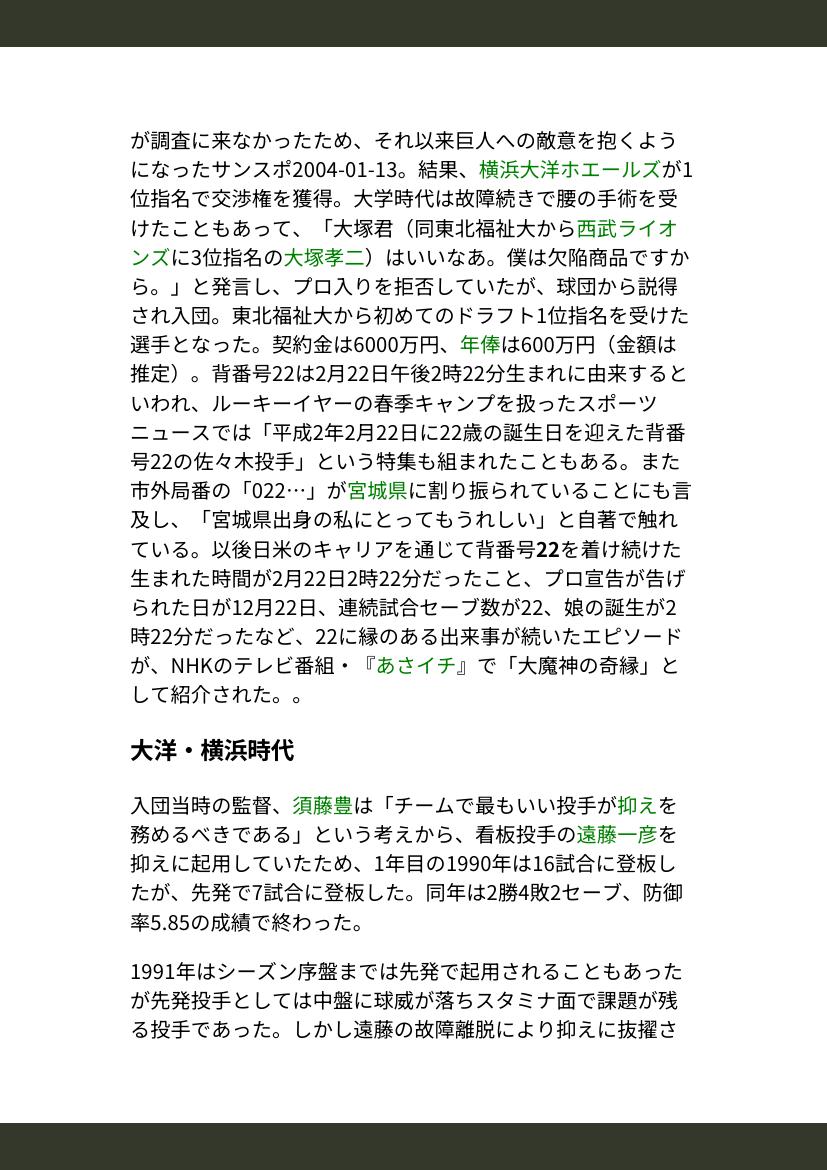 が調査に来なかったため、それ以来巨人への敵意を抱くよう
になったサンスポ2004-01-13。結果、横浜大洋ホエールズが1
位指名で交渉権を獲得。大学時代は故障続きで腰の手術を受
けたこともあって、「大塚君（同東北福祉大から西武ライオ
ンズに3位指名の大塚孝二）はいいなあ。僕は欠陥商品ですか
ら。」と発言し、プロ入りを拒否していたが、球団から説得
され入団。東北福祉大から初めてのドラフト1位指名を受けた
選手となった。契約金は6000万円、年俸は600万円（金額は
推定）。背番号22は2月22日午後2時22分生まれに由来すると
いわれ、ルーキーイヤーの春季キャンプを扱ったスポーツ
ニュースでは「平成2年2月22日に22歳の誕生日を迎えた背番
号22の佐々木投手」という特集も組まれたこともある。また
市外局番の「022…」が宮城県に割り振られていることにも言
及し、「宮城県出身の私にとってもうれしい」と自著で触れ
ている。以後日米のキャリアを通じて背番号22を着け続けた
生まれた時間が2月22日2時22分だったこと、プロ宣告が告げ
られた日が12月22日、連続試合セーブ数が22、娘の誕生が2
時22分だったなど、22に縁のある出来事が続いたエピソード
が、NHKのテレビ番組・『あさイチ』で「大魔神の奇縁」と
して紹介された。。
大洋・横浜時代
入団当時の監督、須藤豊は「チームで最もいい投手が抑えを
務めるべきである」という考えから、看板投手の遠藤一彦を
抑えに起用していたため、1年目の1990年は16試合に登板し
たが、先発で7試合に登板した。同年は2勝4敗2セーブ、防御
率5.85の成績で終わった。
1991年はシーズン序盤までは先発で起用されることもあった
が先発投手としては中盤に球威が落ちスタミナ面で課題が残
る投手であった。しかし遠藤の故障離脱により抑えに抜擢さ